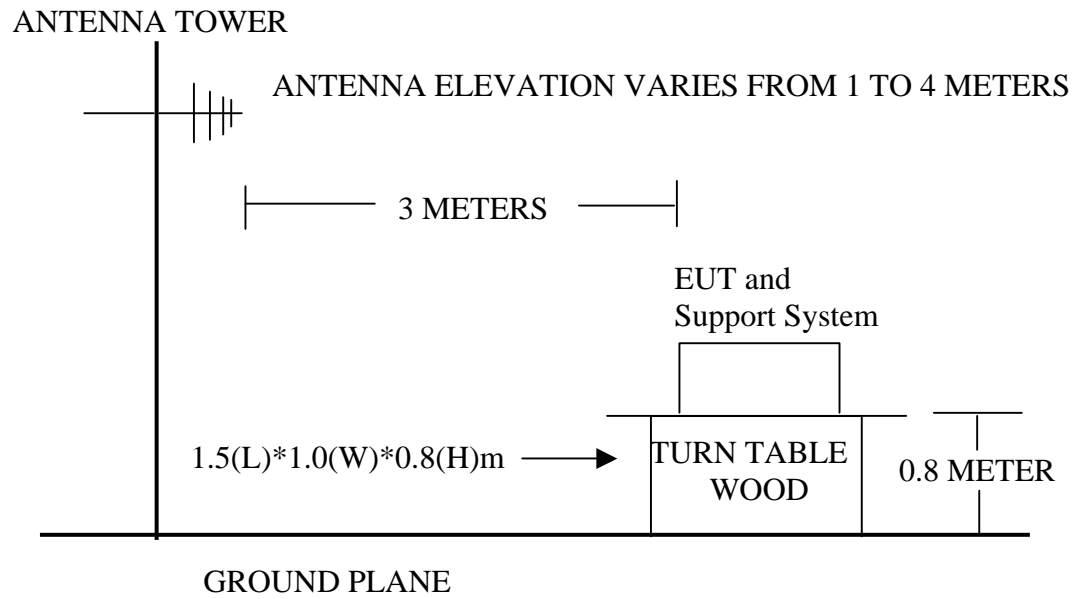 ANTENNA TOWER
ANTENNA ELEVATION VARIES FROM 1 TO 4 METERS
3 METERS
EUT and
Support System
1.5(L)*1.0(W)*0.8(H)m
TURN TABLE
WOOD
0.8 METER
GROUND PLANE